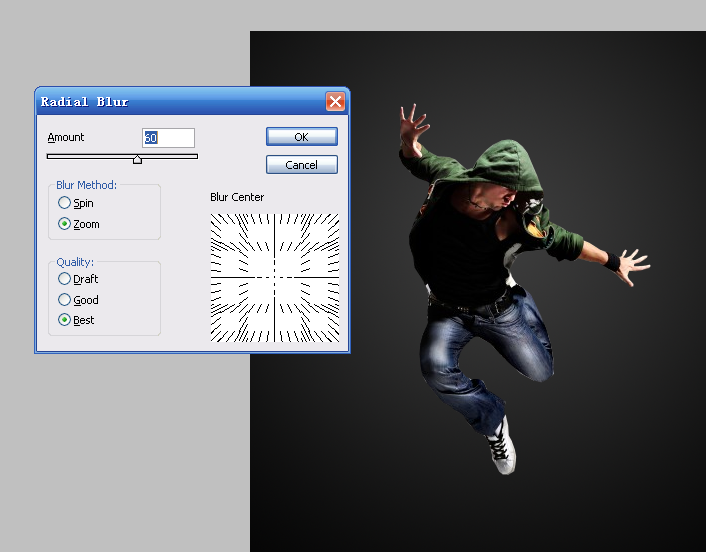 Radial Blur
Amount
60
OK
Cancel
Blur Method:
Spin
Zoom
Blur Center
Quality:
Draft
Good
Best